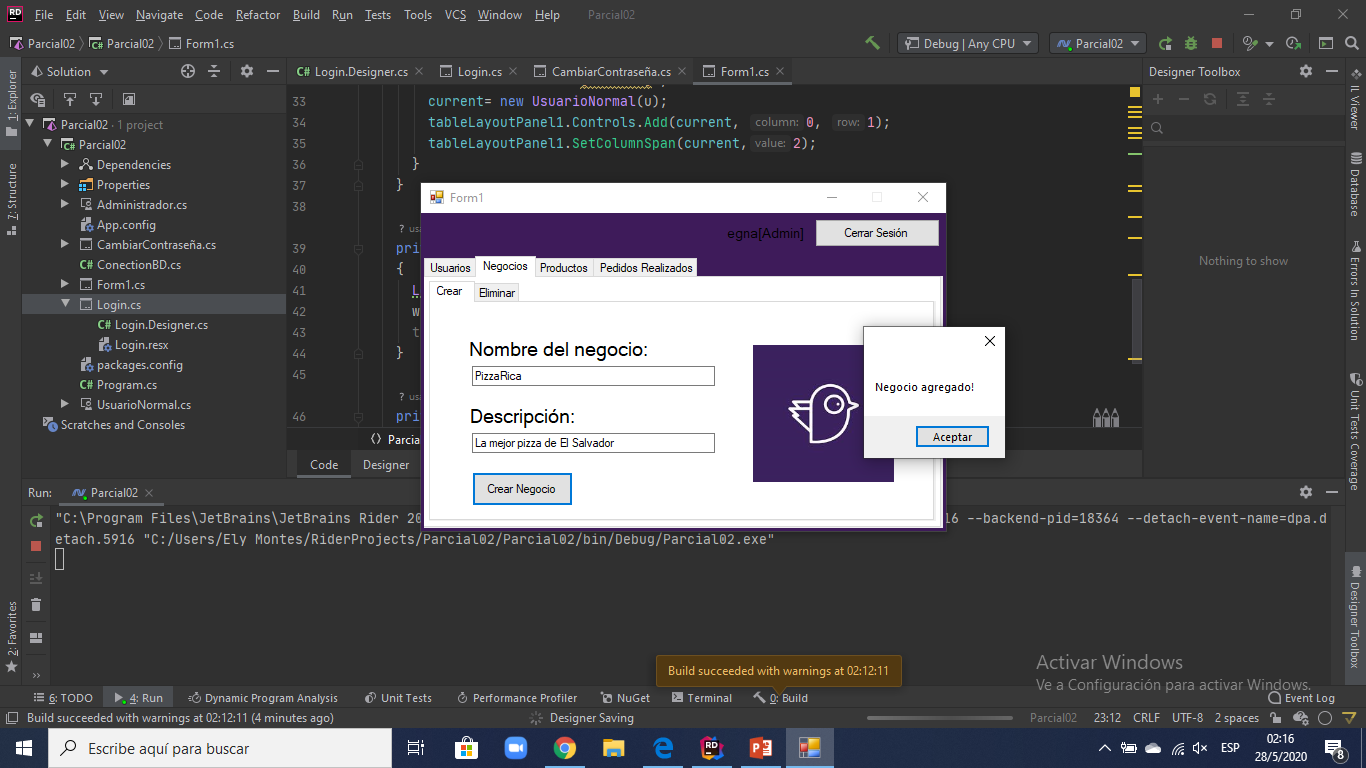 File Edit View Navigate Code Refactor Build Run Tests Tools VCS Window Help Parcial02
Parcial02 Parcial02 Form1.cs Debug | Any CPU Parcial02
Solution Login.Designer.cs Login.cs CambiarContraseña.cs Form1.cs Designer Toolbox
1: Explorer
7: Structure
2: Favorites
Parcial02 · 1 project
Parcial02
Dependencies
Properties
Administrador.cs
App.config
CambiarContraseña.cs
ConectionBD.cs
Form1.cs
Login.cs
Login.Designer.cs
Login.resx
packages.config
Program.cs
UsuarioNormal.cs
Scratches and Consoles
33 current= new UsuarioNormal(u);
34 tableLayoutPanel1.Controls.Add(current, column: 0, row: 1);
35 tableLayoutPanel1.SetColumnSpan(current, value: 2);
36 }
37 }
38
39 pri
40 {
41 L
42 w
43 t
44 }
45
46 pri
Parcia
Code Designer
Form1
egna[Admin] Cerrar Sesión
Usuarios Negocios Productos Pedidos Realizados
Crear Eliminar
Nombre del negocio:
PizzaRica
Descripción:
La mejor pizza de El Salvador
Crear Negocio
Negocio agregado!
Aceptar
Nothing to show
IL Viewer
Database
Errors In Solution
Unit Tests Coverage
Designer Toolbox
Run: Parcial02
"C:\Program Files\JetBrains\JetBrains Rider 20 16 --backend-pid=18364 --detach-event-name=dpa.d
etach.5916 "C:/Users/Ely Montes/RiderProjects/Parcial02/Parcial02/bin/Debug/Parcial02.exe"
Build succeeded with warnings at 02:12:11
Activar Windows
Ve a Configuración para activar Windows.
6: TODO 4: Run Dynamic Program Analysis Unit Tests Performance Profiler NuGet Terminal 0: Build Event Log
Build succeeded with warnings at 02:12:11 (4 minutes ago) Designer Saving Parcial02 23:12 CRLF UTF-8 2 spaces
Escribe aquí para buscar ESP 02:16
28/5/2020 8